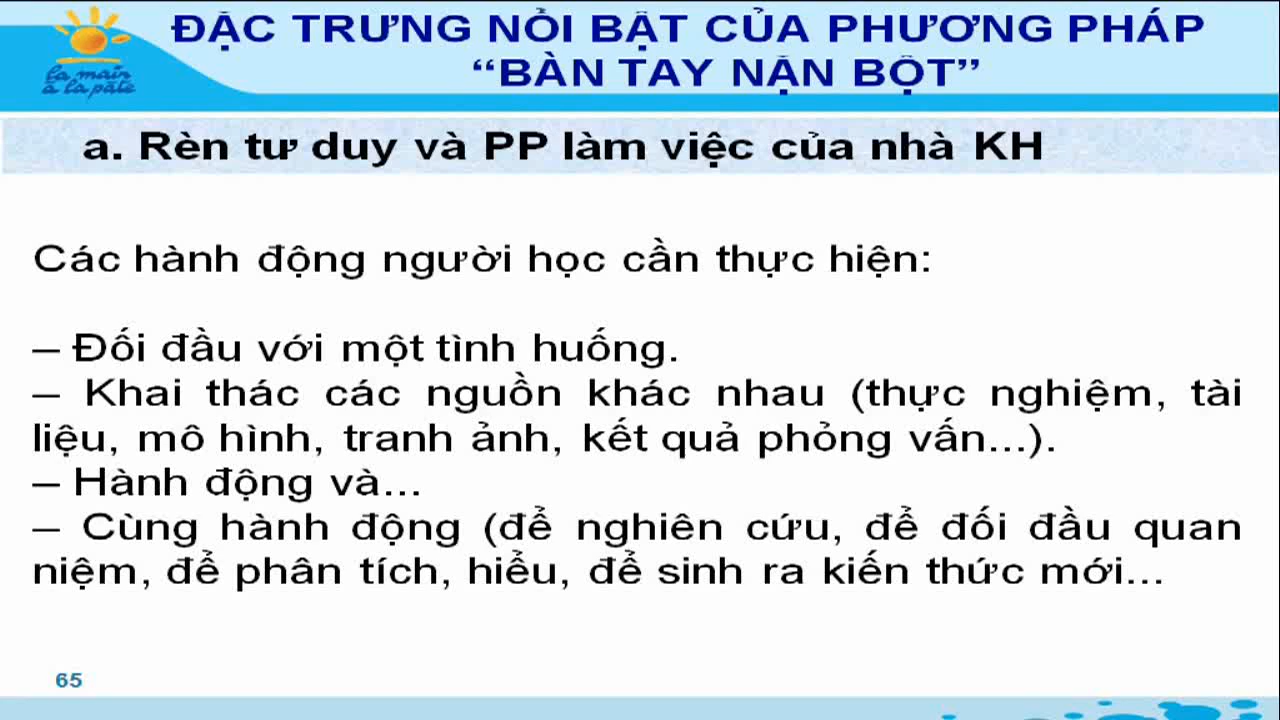 ĐẶC TRƯNG NỔI BẬT CỦA PHƯƠNG PHÁP
“BÀN TAY NẶN BỘT”
la main
à la pâte
a. Rèn tư duy và PP làm việc của nhà KH
Các hành động người học cần thực hiện:
– Đối đầu với một tình huống.
– Khai thác các nguồn khác nhau (thực nghiệm, tài
liệu, mô hình, tranh ảnh, kết quả phỏng vấn...).
– Hành động và...
– Cùng hành động (để nghiên cứu, để đối đầu quan
niệm, để phân tích, hiểu, để sinh ra kiến thức mới...
65